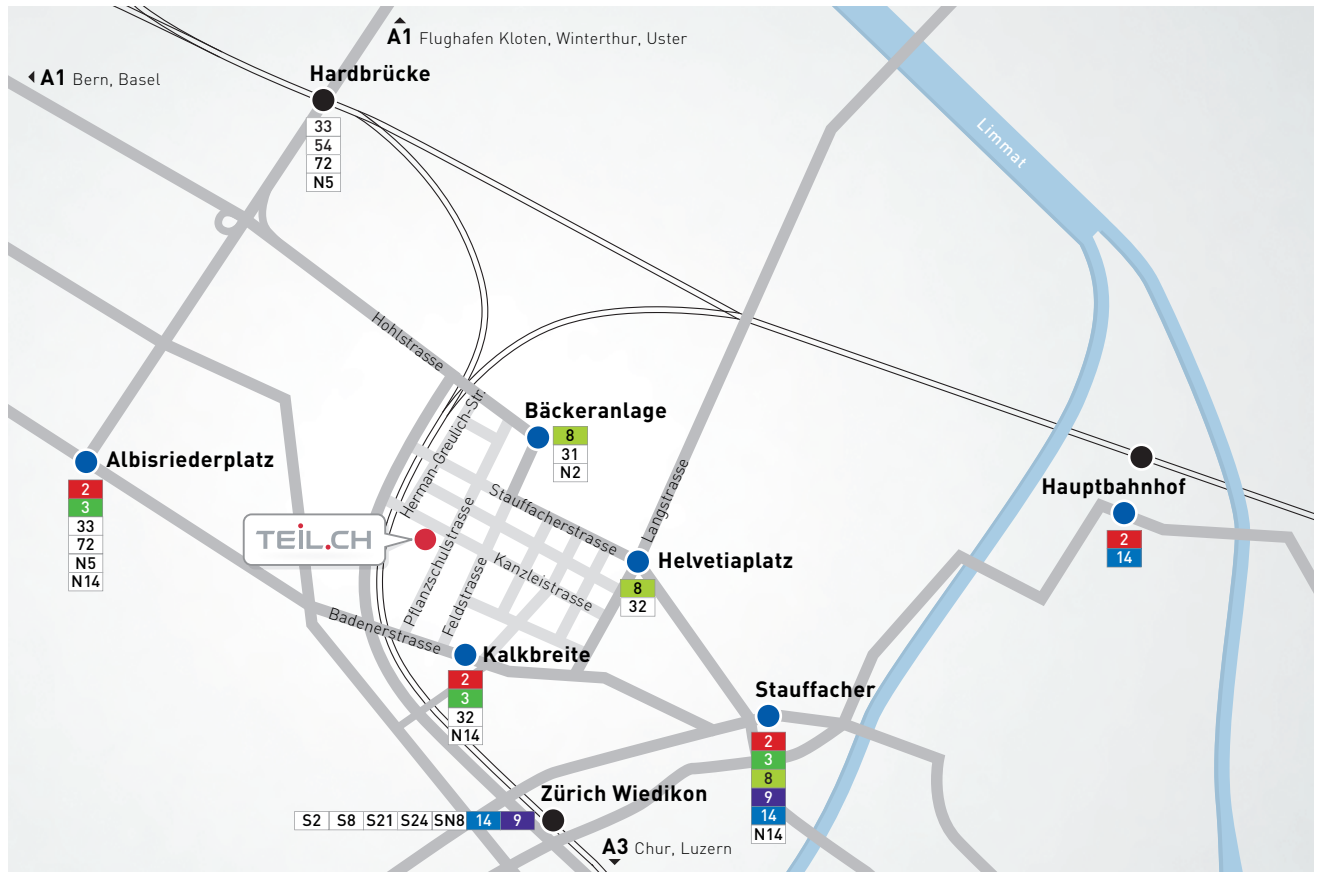 A1 Flughafen Kloten, Winterthur, Uster
A1 Bern, Basel
Hardbrücke
33
54
72
N5
Limmat
Hohlstrasse
Herman-Greulich-Str.
Bäckeranlage
8
31
N2
Albisriederplatz
2
3
33
72
N5
N14
TEIL.CH
Pflanzschulstrasse
Feldstrasse
Stauffacherstrasse
Kanzleistrasse
Langstrasse
Badenerstrasse
Hauptbahnhof
2
14
Helvetiaplatz
8
32
Kalkbreite
2
3
32
N14
Stauffacher
2
3
8
9
14
N14
Zürich Wiedikon
S2 S8 S21 S24 SN8 14 9
A3 Chur, Luzern